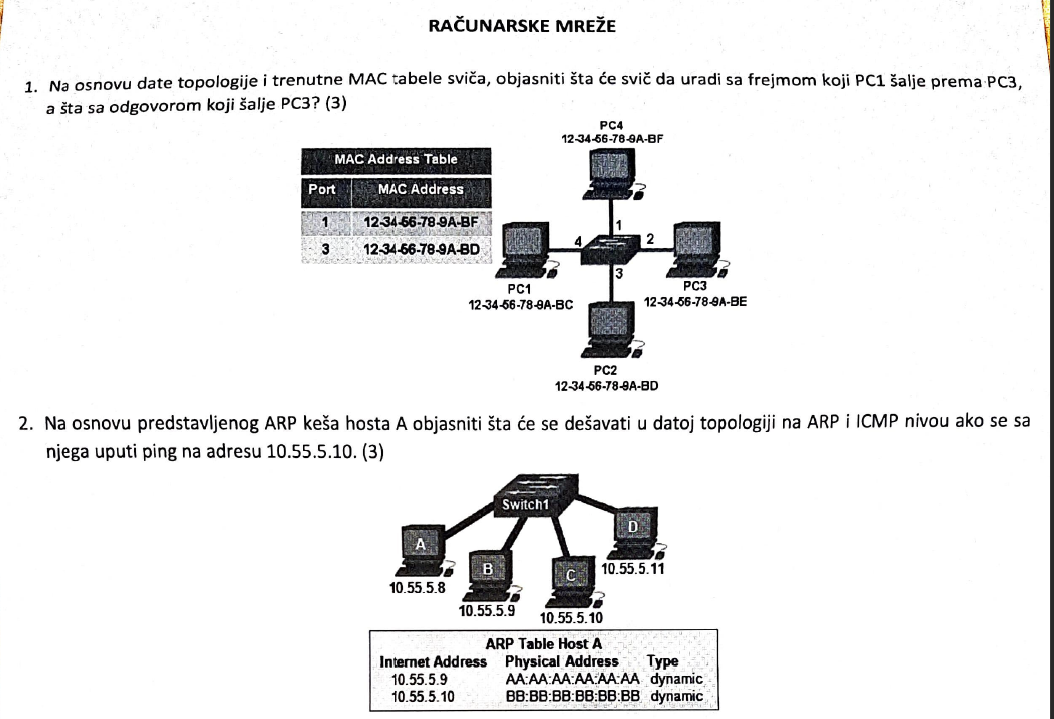 RAČUNARSKE MREŽE
1. Na osnovu date topologije i trenutne MAC tabele sviča, objasniti šta će svič da uradi sa frejmom koji PC1 šalje prema PC3,
a šta sa odgovorom koji šalje PC3? (3)
PC4
12-34-56-78-9A-BF
MAC Address Table
Port MAC Address
1 12-34-56-78-9A-BF
3 12-34-56-78-9A-BD
1
4
2
3
PC1
12-34-56-78-9A-BC
PC3
12-34-56-78-9A-BE
PC2
12-34-56-78-9A-BD
2. Na osnovu predstavljenog ARP keša hosta A objasniti šta će se dešavati u datoj topologiji na ARP i ICMP nivou ako se sa
njega uputi ping na adresu 10.55.5.10. (3)
Switch1
A
B
C
D
10.55.5.8
10.55.5.9
10.55.5.10
10.55.5.11
ARP Table Host A
Internet Address Physical Address Type
10.55.5.9 AA:AA:AA:AA:AA:AA dynamic
10.55.5.10 BB:BB:BB:BB:BB:BB dynamic